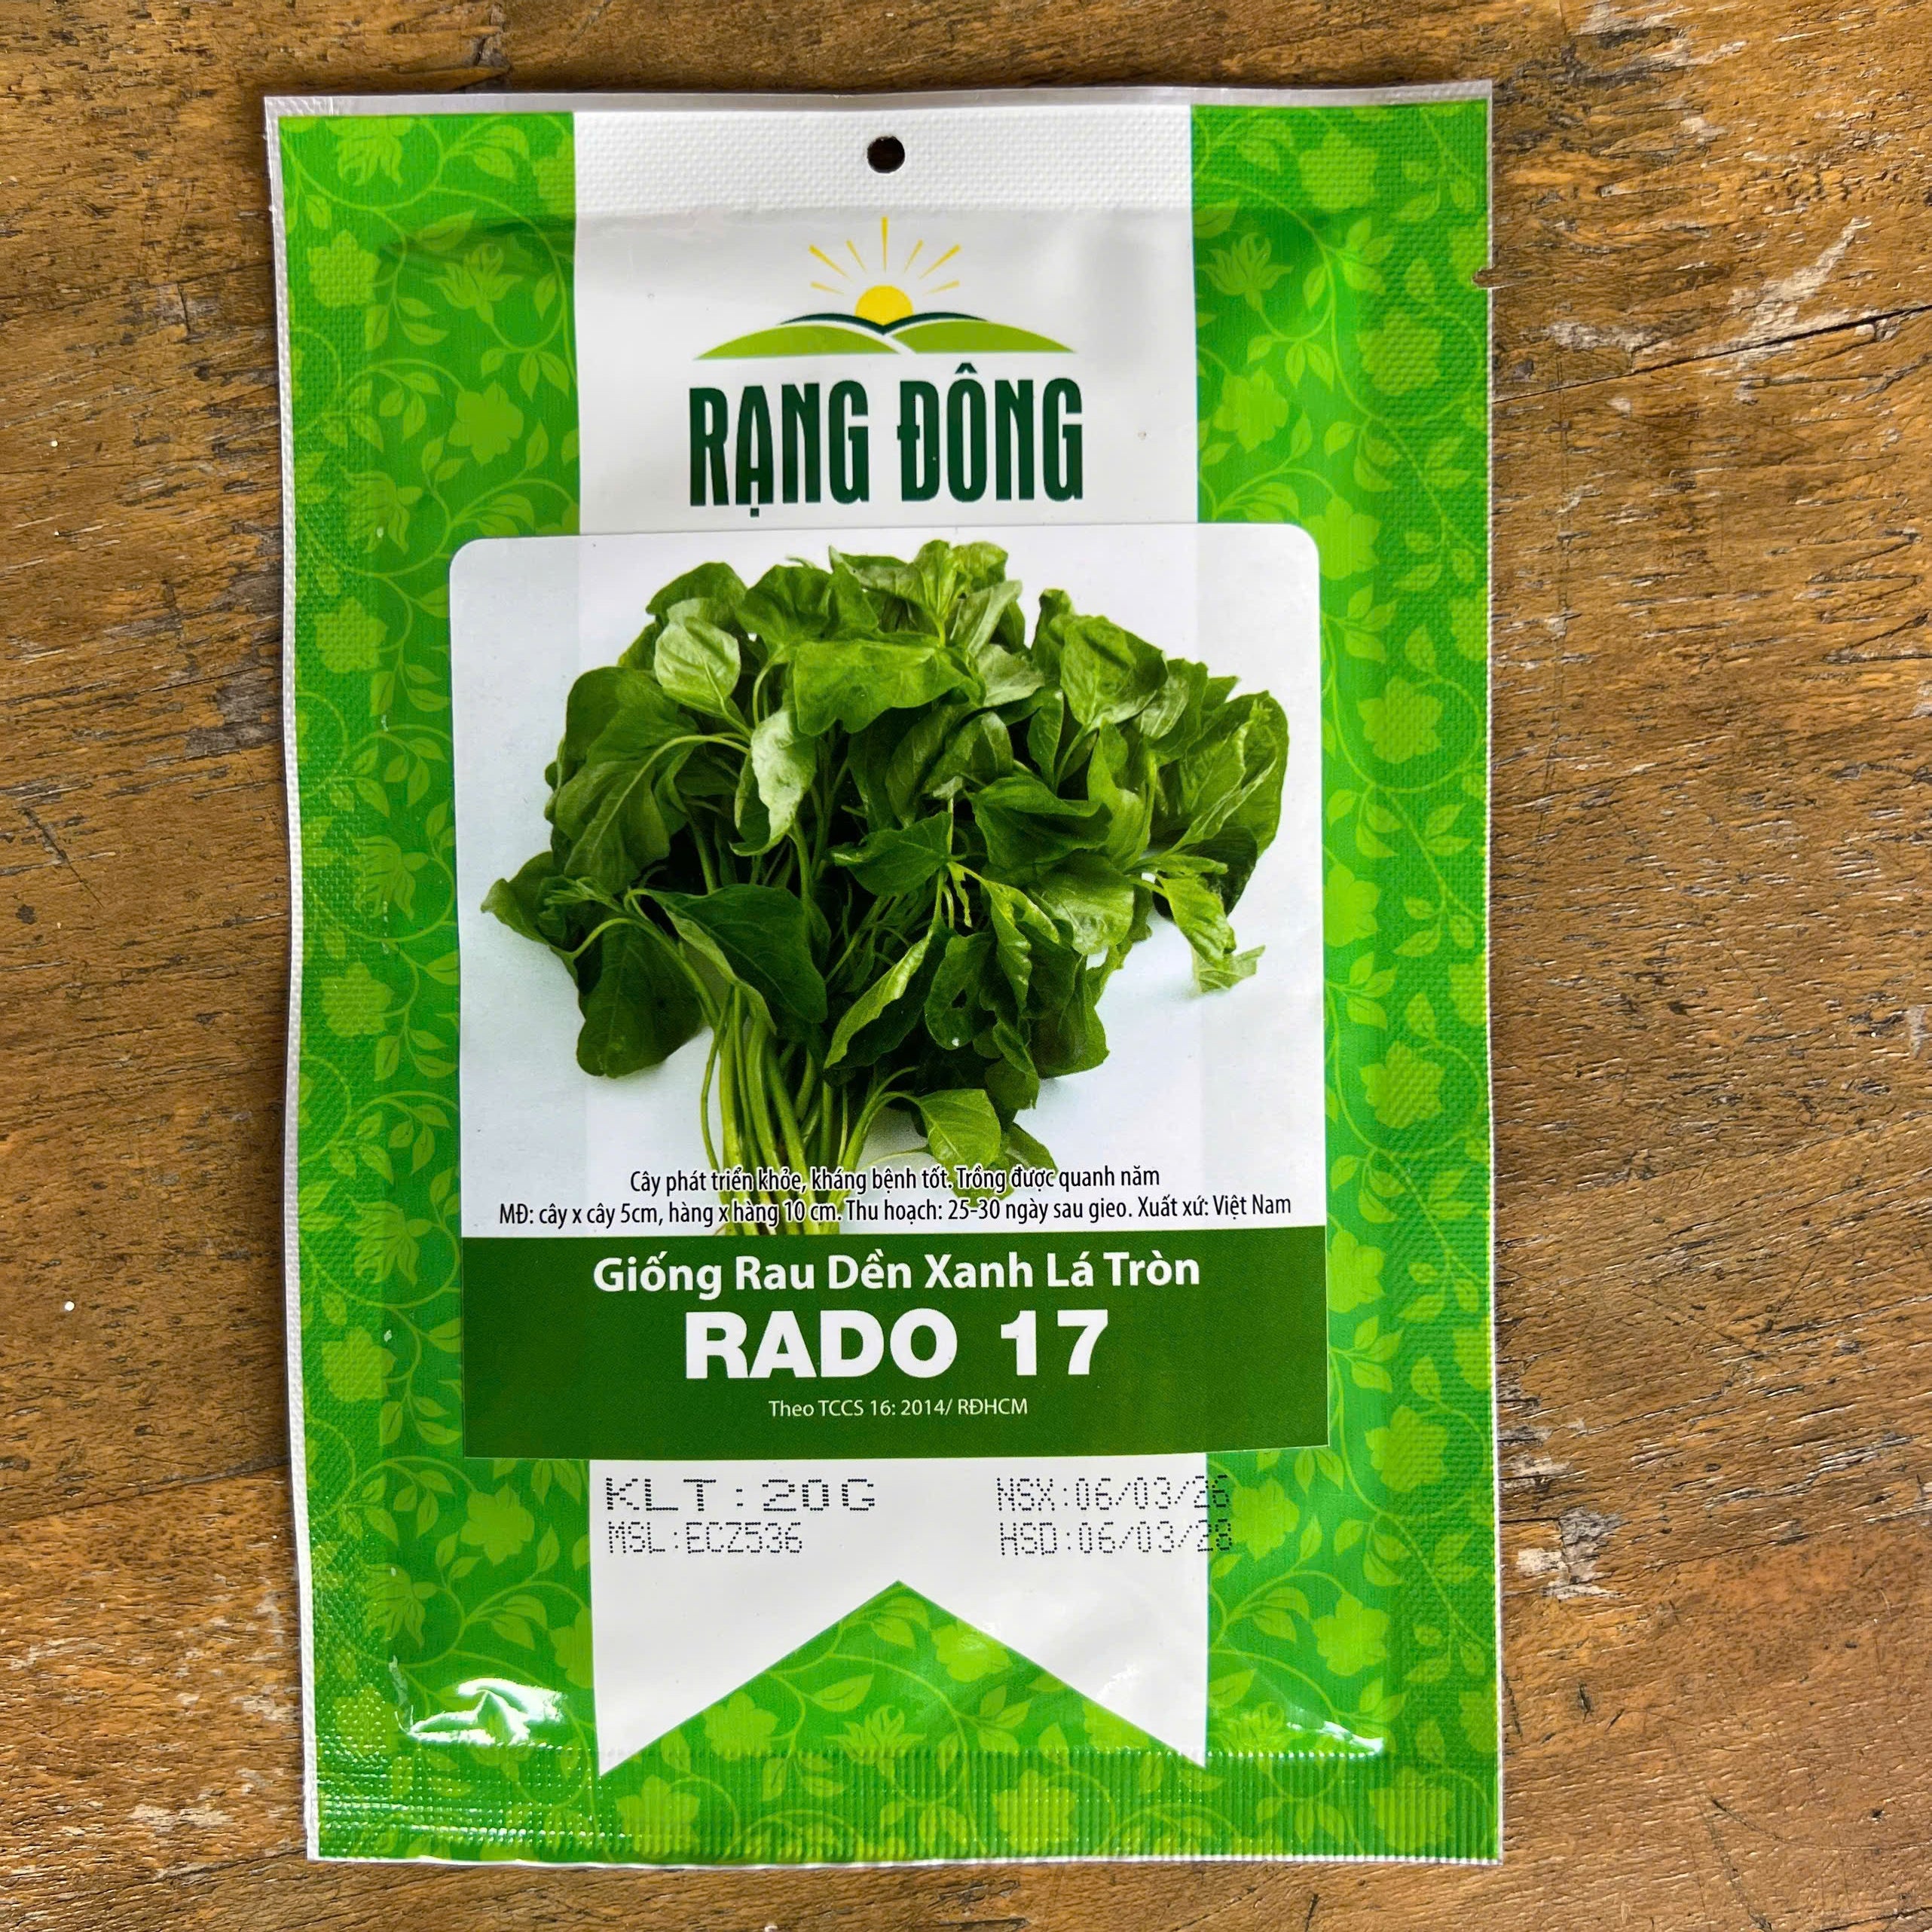 RẠNG ĐÔNG
Cây phát triển khỏe, kháng bệnh tốt. Trồng được quanh năm
MĐ: cây x cây 5cm, hàng x hàng 10 cm. Thu hoạch: 25-30 ngày sau gieo. Xuất xứ: Việt Nam
Giống Rau Dền Xanh Lá Tròn
RADO 17
Theo TCCS 16: 2014/ RĐHCM
KLT:20G NSX:06/03/26
MSL:ECZ536 HSD:06/03/28